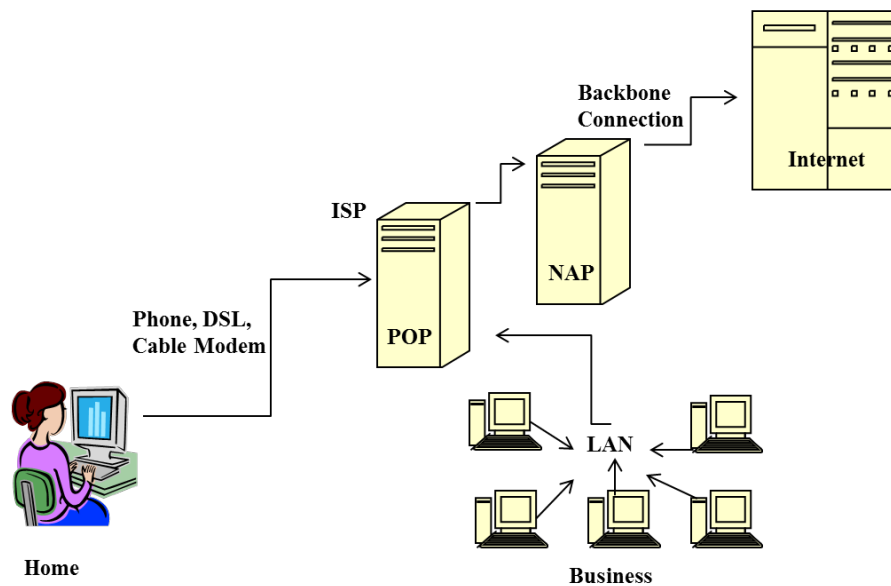 Backbone
Connection
Internet
ISP
NAP
Phone, DSL,
Cable Modem
POP
LAN
Home
Business